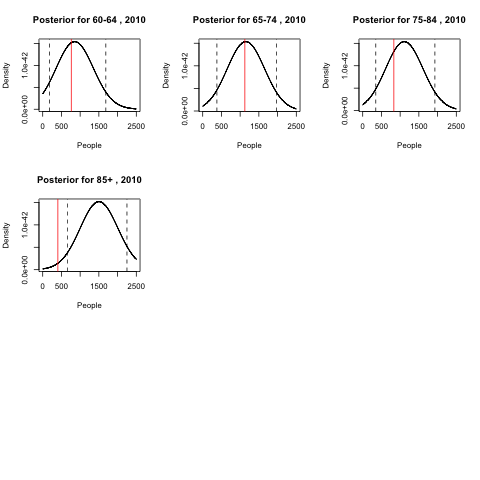 Posterior for 60-64 , 2010
Density
0.0e+00 1.0e-42
0 500 1500 2500
People
Posterior for 65-74 , 2010
Density
0.0e+00 1.0e-42
0 500 1500 2500
People
Posterior for 75-84 , 2010
Density
0.0e+00 1.0e-42
0 500 1500 2500
People
Posterior for 85+ , 2010
Density
0.0e+00 1.0e-42
0 500 1500 2500
People